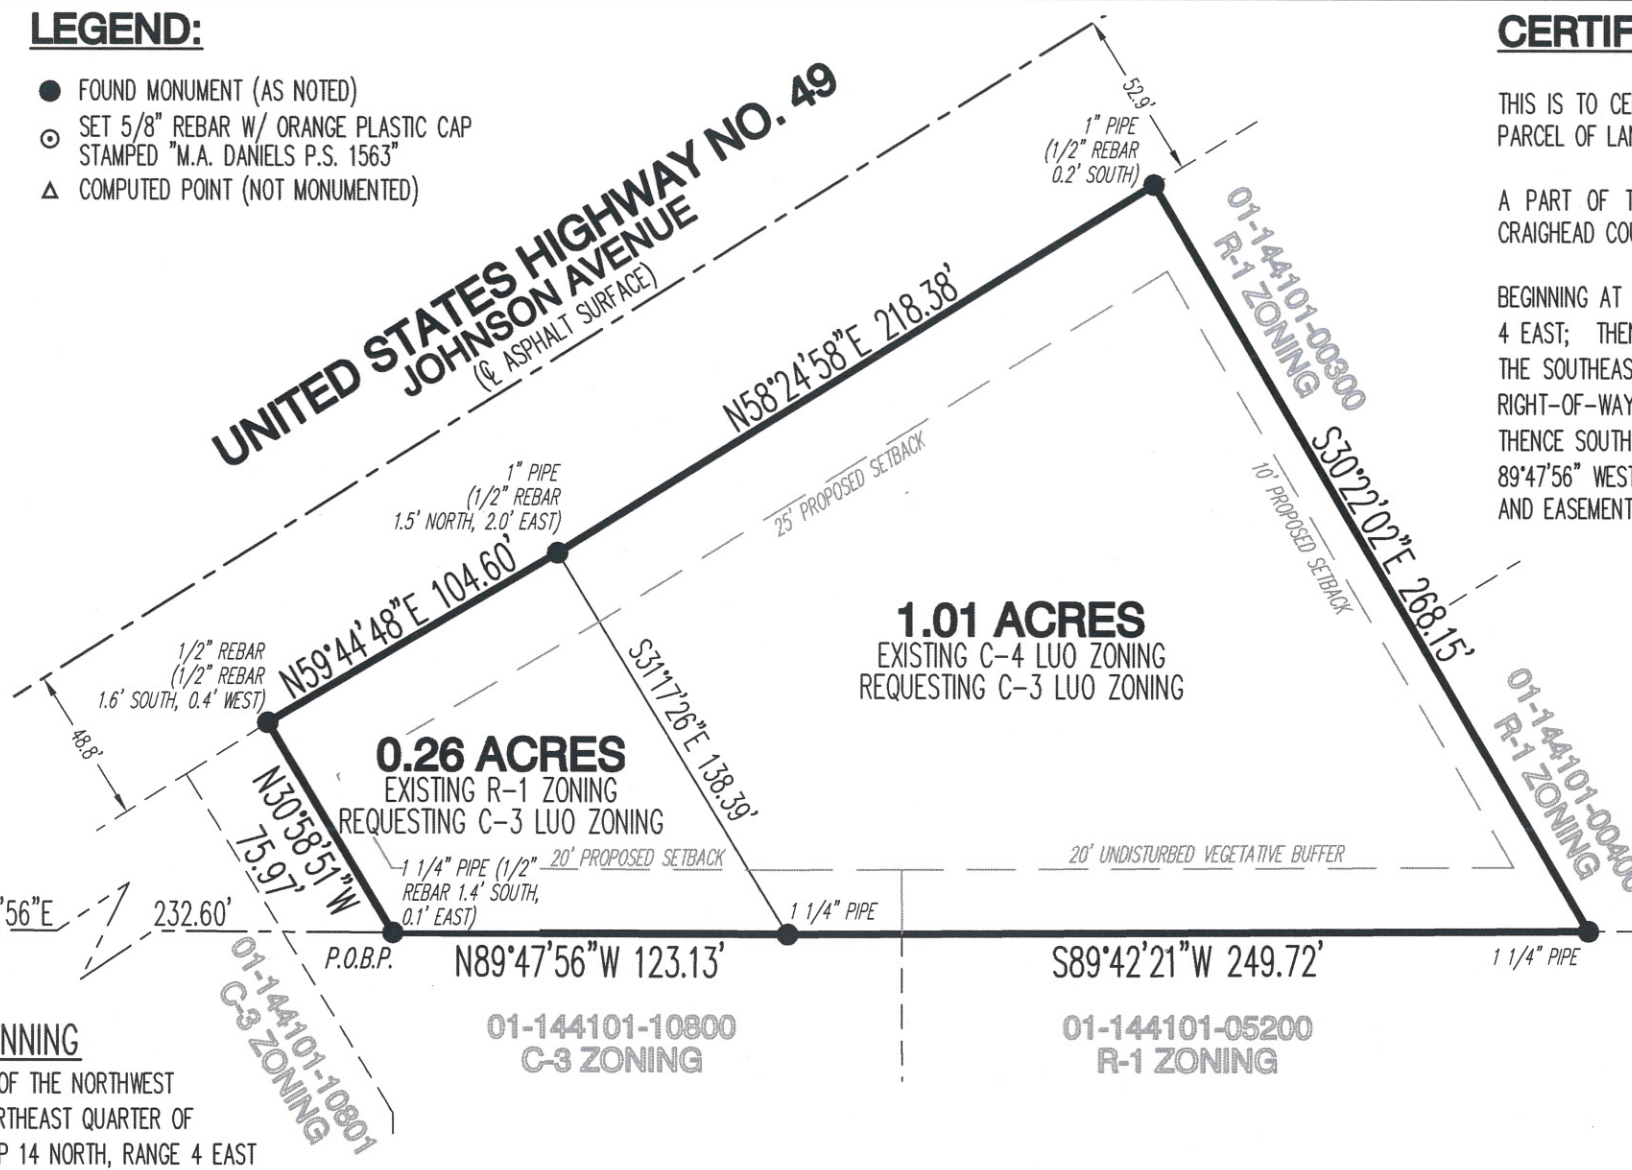 LEGEND:
FOUND MONUMENT (AS NOTED)
SET 5/8" REBAR W/ ORANGE PLASTIC CAP
STAMPED "M.A. DANIELS P.S. 1563"
COMPUTED POINT (NOT MONUMENTED)
UNITED STATES HIGHWAY NO. 49
JOHNSON AVENUE
(℄ ASPHALT SURFACE)
52.9'
1" PIPE
(1/2" REBAR
0.2' SOUTH)
CERTIF
THIS IS TO CE
PARCEL OF LA
A PART OF T
CRAIGHEAD COU
BEGINNING AT
4 EAST; THE
THE SOUTHEAS
RIGHT-OF-WAY
THENCE SOUTH
89°47'56" WEST
AND EASEMENT
01-144101-00300
R-1 ZONING
N58°24'58"E 218.38'
25' PROPOSED SETBACK
10' PROPOSED SETBACK
S30°22'02"E 268.15'
1" PIPE
(1/2" REBAR
1.5' NORTH, 2.0' EAST)
N59°44'48"E 104.60'
1/2" REBAR
(1/2" REBAR
1.6' SOUTH, 0.4' WEST)
48.8'
S31°17'26"E 138.39'
1.01 ACRES
EXISTING C-4 LUO ZONING
REQUESTING C-3 LUO ZONING
0.26 ACRES
EXISTING R-1 ZONING
REQUESTING C-3 LUO ZONING
01-144101-00400
R-1 ZONING
N30°58'51"W
75.97'
1 1/4" PIPE (1/2"
REBAR 1.4' SOUTH,
0.1' EAST)
20' PROPOSED SETBACK
20' UNDISTURBED VEGETATIVE BUFFER
'56"E
232.60'
P.O.B.P.
N89°47'56"W 123.13'
1 1/4" PIPE
S89°42'21"W 249.72'
1 1/4" PIPE
01-144101-10801
C-3 ZONING
01-144101-10800
C-3 ZONING
01-144101-05200
R-1 ZONING
NNING
OF THE NORTHWEST
RTHEAST QUARTER OF
P 14 NORTH, RANGE 4 EAST